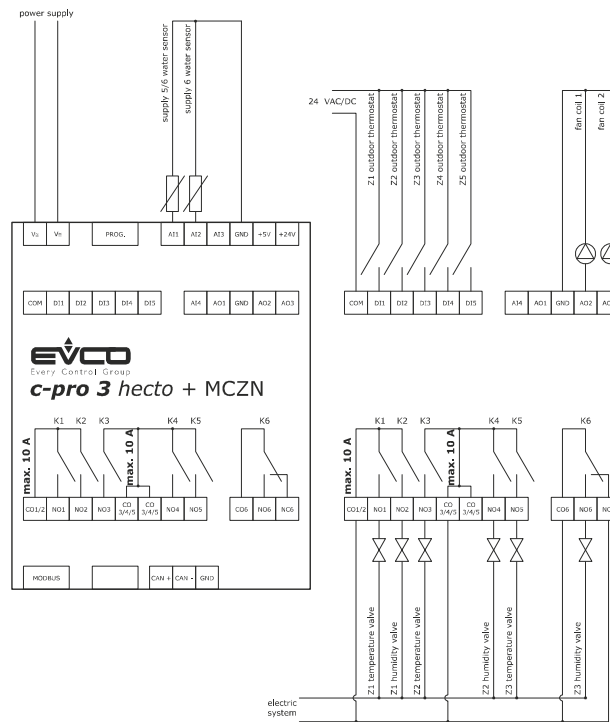 power supply
supply 5/6 water sensor
supply 6 water sensor
24 VAC/DC
Z1 outdoor thermostat
Z2 outdoor thermostat
Z3 outdoor thermostat
Z4 outdoor thermostat
Z5 outdoor thermostat
fan coil 1
fan coil 2
V≅ V≅ PROG. AI1 AI2 AI3 GND +5V +24V
COM DI1 DI2 DI3 DI4 DI5 AI4 AO1 GND AO2 AO3
COM DI1 DI2 DI3 DI4 DI5 AI4 AO1 GND AO2
EVCO
Every Control Group
c-pro 3 hecto + MCZN
K1 K2 K3 K4 K5 K6
max. 10 A
max. 10 A
CO1/2 NO1 NO2 NO3 CO 3/4/5 CO 3/4/5 NO4 NO5 CO6 NO6 NC6
K1 K2 K3 K4 K5 K6
max. 10 A
max. 10 A
CO1/2 NO1 NO2 NO3 CO 3/4/5 CO 3/4/5 NO4 NO5 CO6 NO6
MODBUS CAN + CAN - GND
Z1 temperature valve
Z1 humidity valve
Z2 temperature valve
Z2 humidity valve
Z3 temperature valve
Z3 humidity valve
electric
system